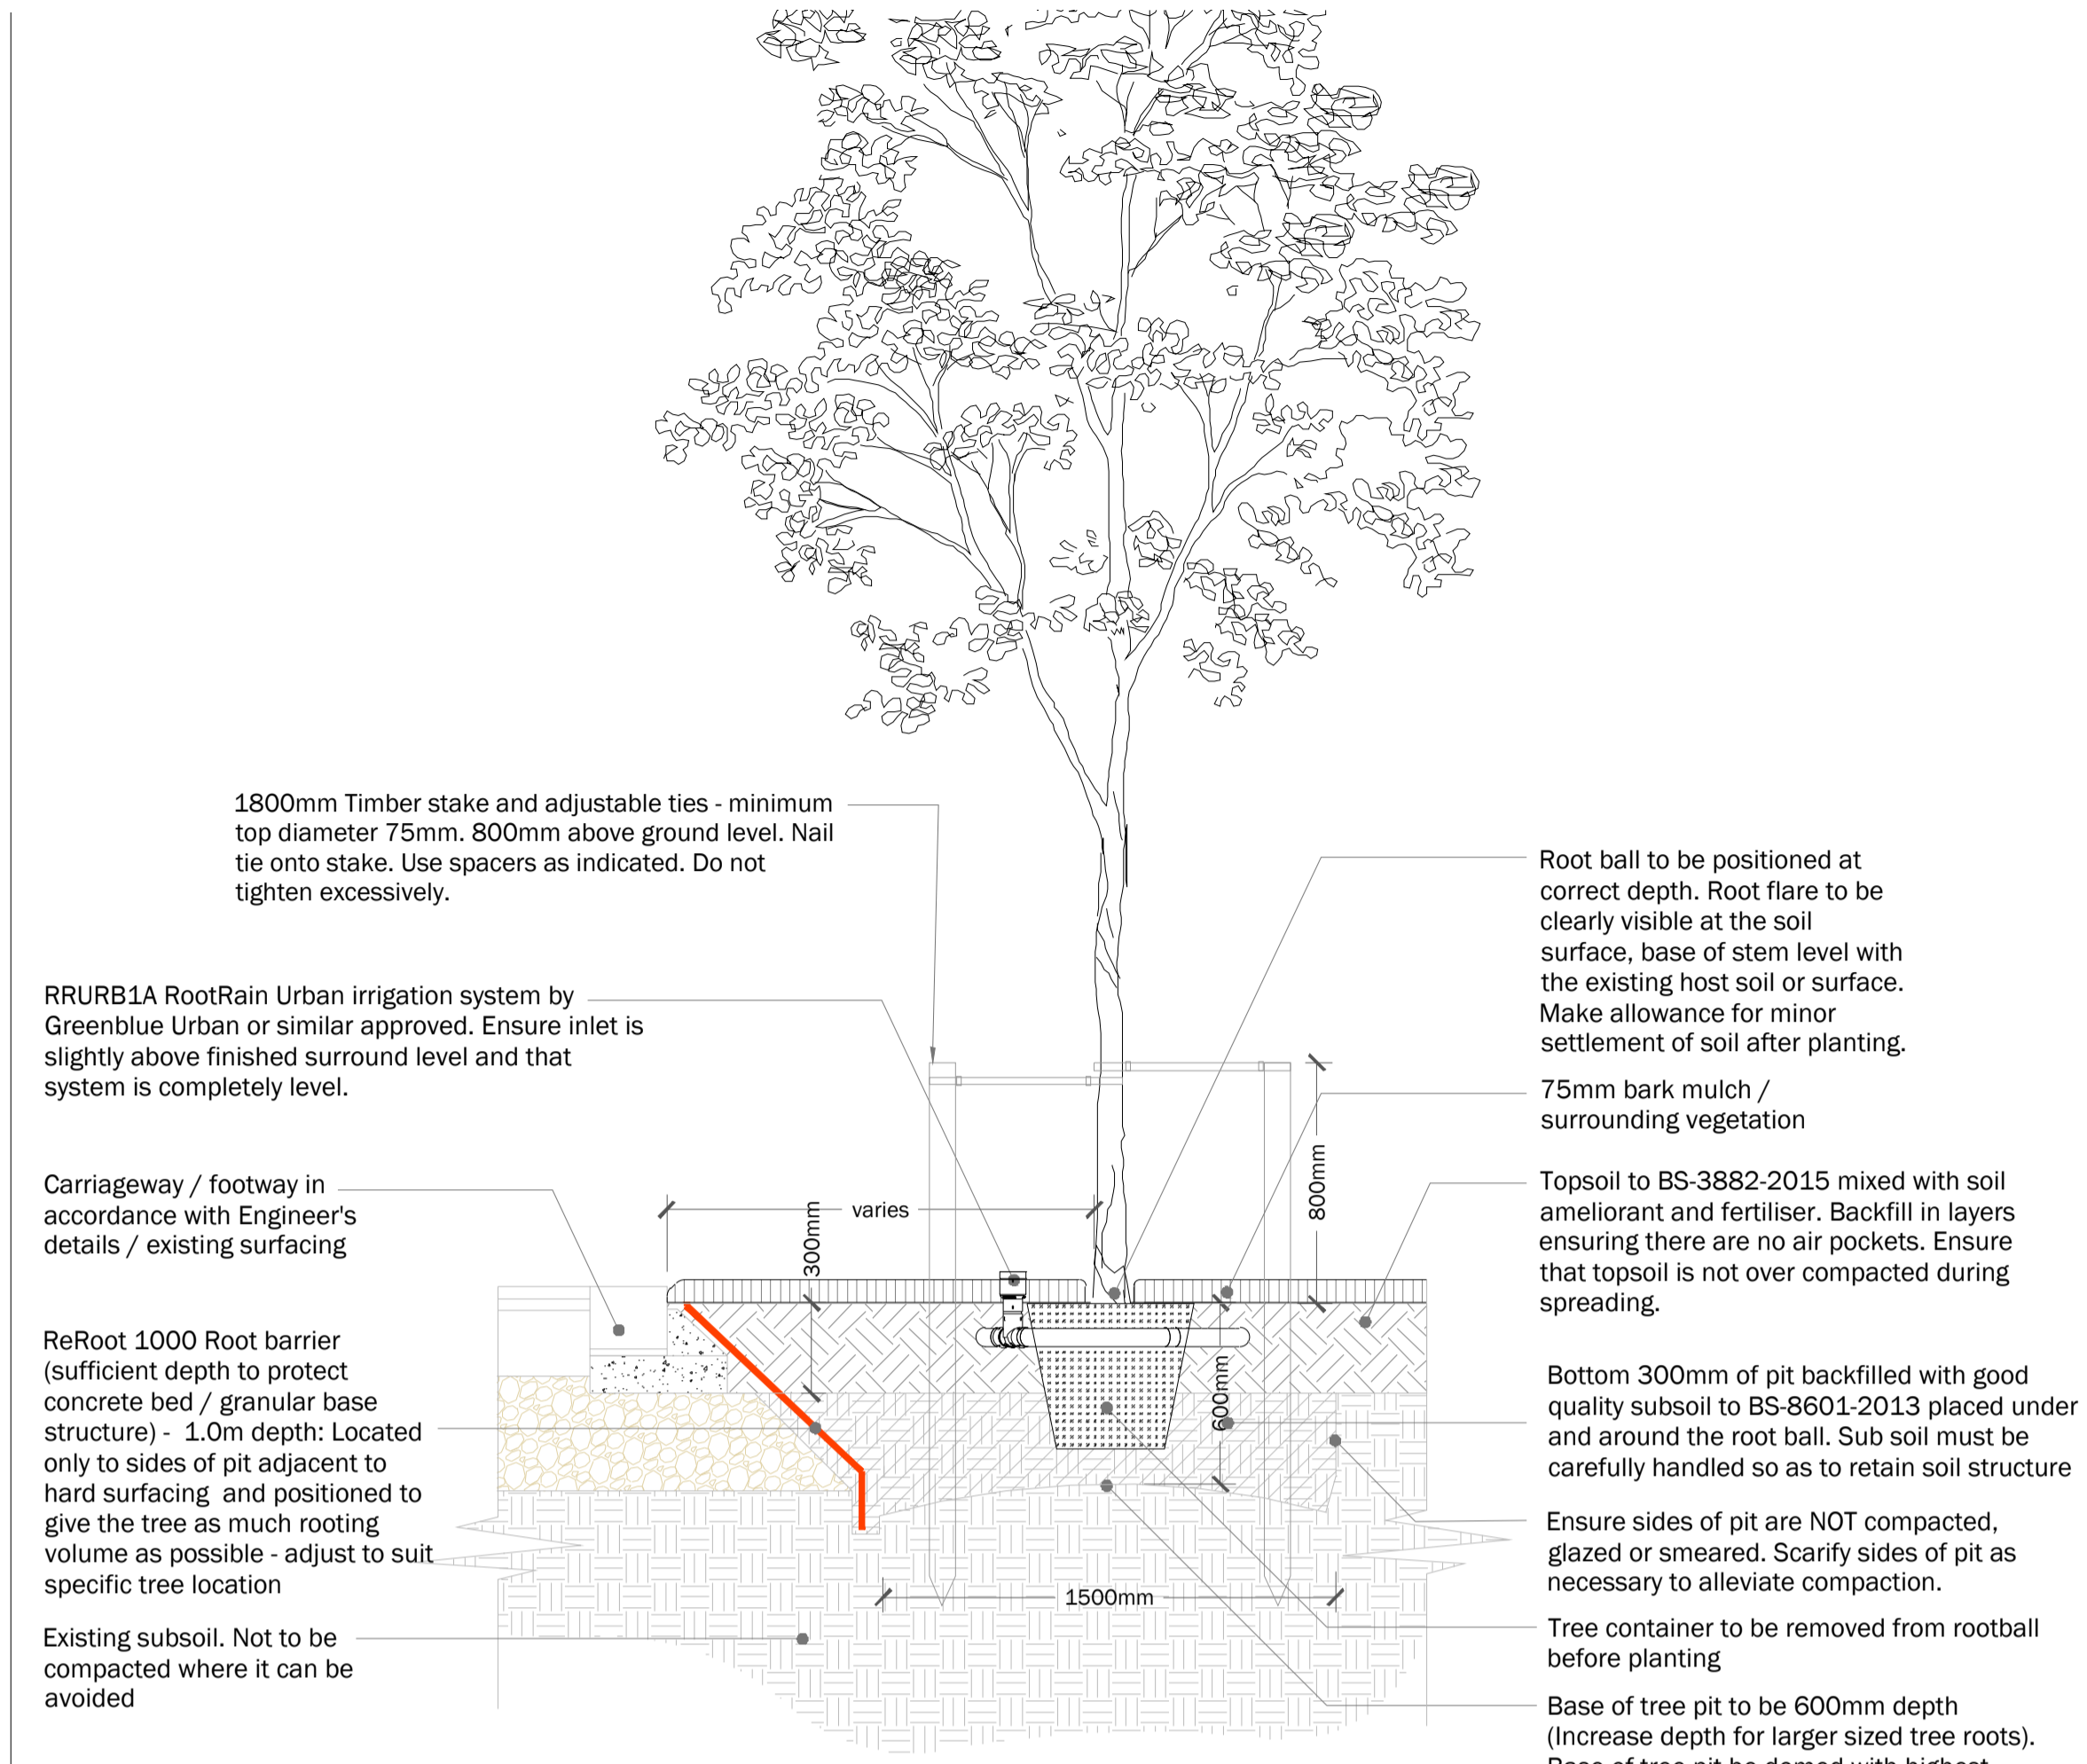 1800mm Timber stake and adjustable ties - minimum
top diameter 75mm. 800mm above ground level. Nail
tie onto stake. Use spacers as indicated. Do not
tighten excessively.
RRURB1A RootRain Urban irrigation system by
Greenblue Urban or similar approved. Ensure inlet is
slightly above finished surround level and that
system is completely level.
Carriageway / footway in
accordance with Engineer's
details / existing surfacing
ReRoot 1000 Root barrier
(sufficient depth to protect
concrete bed / granular base
structure) - 1.0m depth: Located
only to sides of pit adjacent to
hard surfacing and positioned to
give the tree as much rooting
volume as possible - adjust to suit
specific tree location
Existing subsoil. Not to be
compacted where it can be
avoided
varies
300mm
800mm
600mm
1500mm
Root ball to be positioned at
correct depth. Root flare to be
clearly visible at the soil
surface, base of stem level with
the existing host soil or surface.
Make allowance for minor
settlement of soil after planting.
75mm bark mulch /
surrounding vegetation
Topsoil to BS-3882-2015 mixed with soil
ameliorant and fertiliser. Backfill in layers
ensuring there are no air pockets. Ensure
that topsoil is not over compacted during
spreading.
Bottom 300mm of pit backfilled with good
quality subsoil to BS-8601-2013 placed under
and around the root ball. Sub soil must be
carefully handled so as to retain soil structure
Ensure sides of pit are NOT compacted,
glazed or smeared. Scarify sides of pit as
necessary to alleviate compaction.
Tree container to be removed from rootball
before planting
Base of tree pit to be 600mm depth
(Increase depth for larger sized tree roots).
Base of tree pit be domed with highest